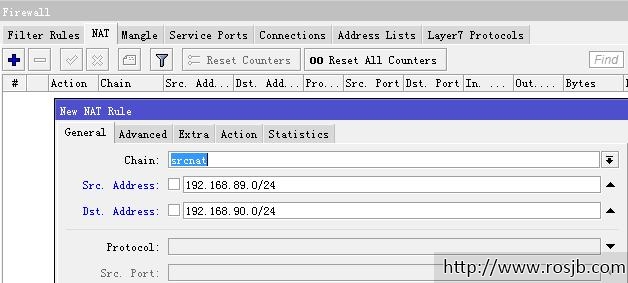 Firewall
Filter Rules NAT Mangle Service Ports Connections Address Lists Layer7 Protocols
Reset Counters 00 Reset All Counters Find
# Action Chain Src. Add... Dst. Add... Pro... Src. Port Dst. Port In. ... Out.... Bytes
New NAT Rule
General Advanced Extra Action Statistics
Chain: srcnat
Src. Address: 192.168.89.0/24
Dst. Address: 192.168.90.0/24
Protocol:
Src. Port:
http://www.rosjb.com